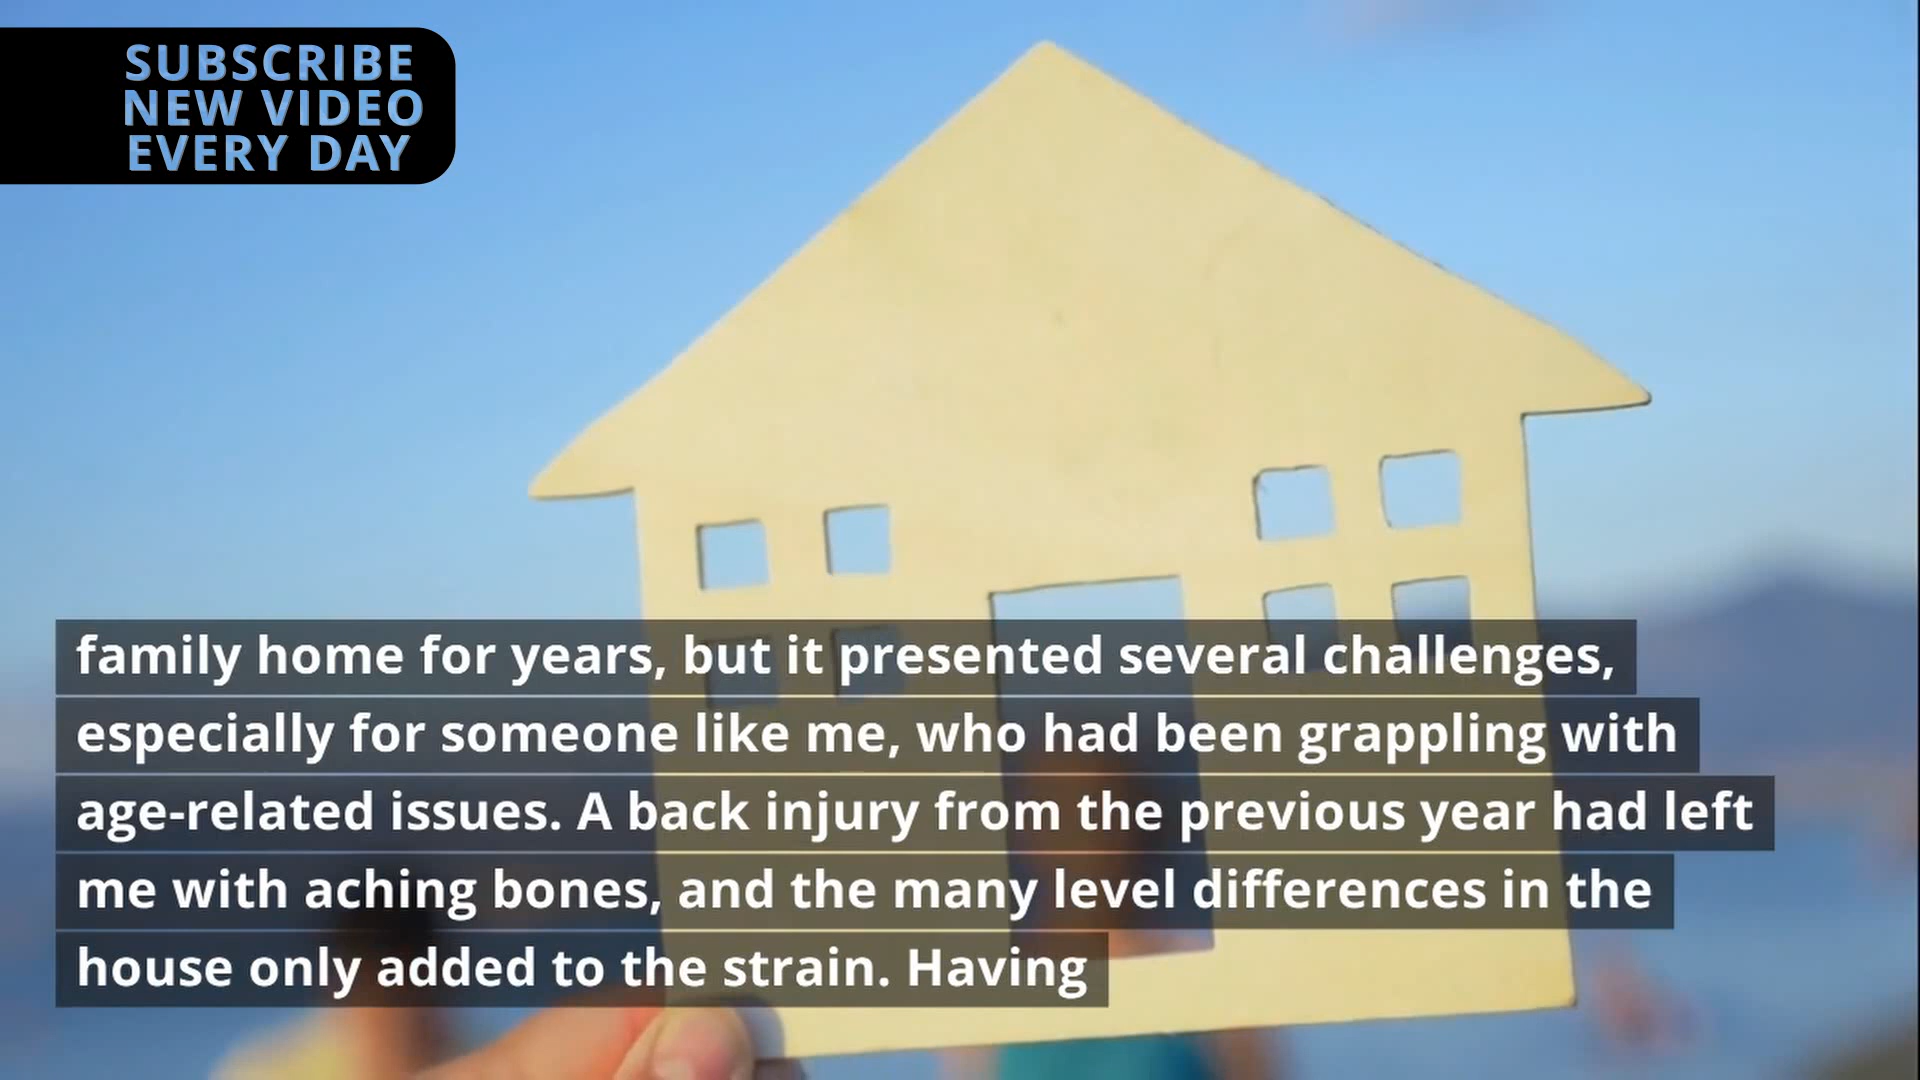 SUBSCRIBE
NEW VIDEO
EVERY DAY
family home for years, but it presented several challenges,
especially for someone like me, who had been grappling with
age-related issues. A back injury from the previous year had left
me with aching bones, and the many level differences in the
house only added to the strain. Having